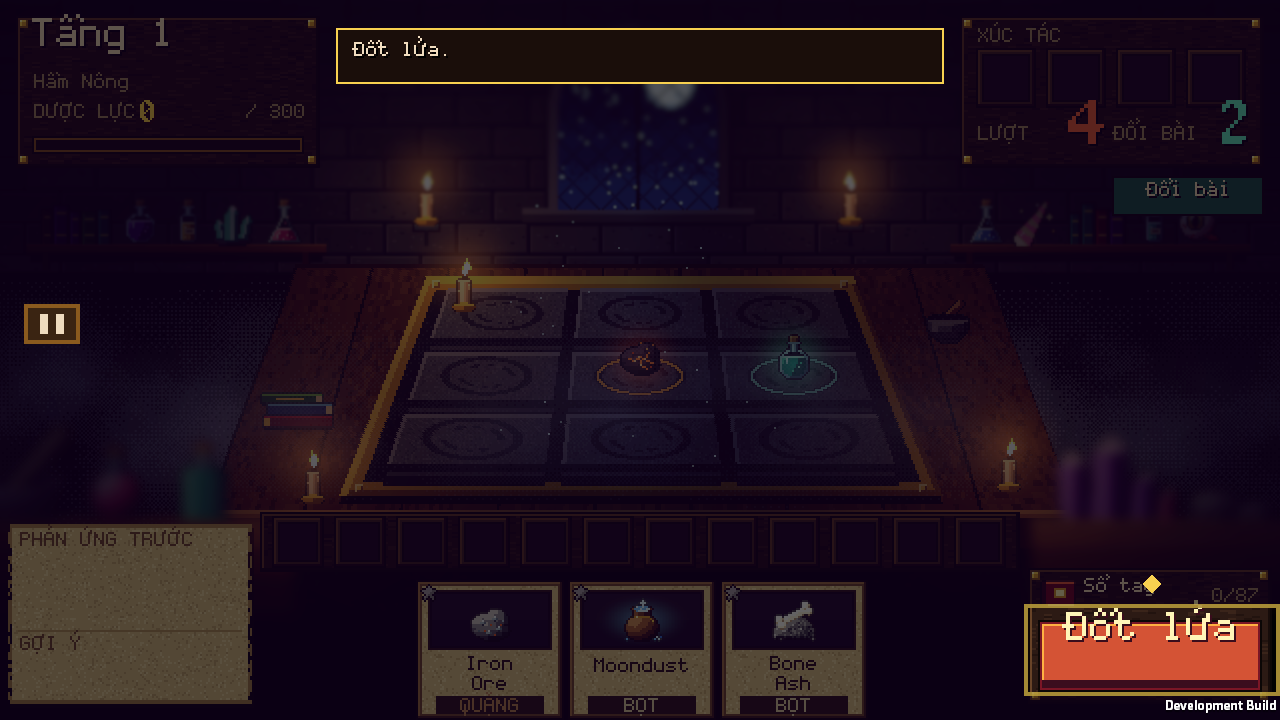 Tầng 1
Hầm Nông
DƯỢC LỰC 0 / 300
Đốt lửa.
XÚC TÁC
LƯỢT 4 ĐỔI BÀI 2
Đổi bài
PHẢN ỨNG TRƯỚC
GỢI Ý
Iron Ore
QUẶNG
Moondust
BỘT
Bone Ash
BỘT
Sổ tay
0/87
Đốt lửa
Development Build